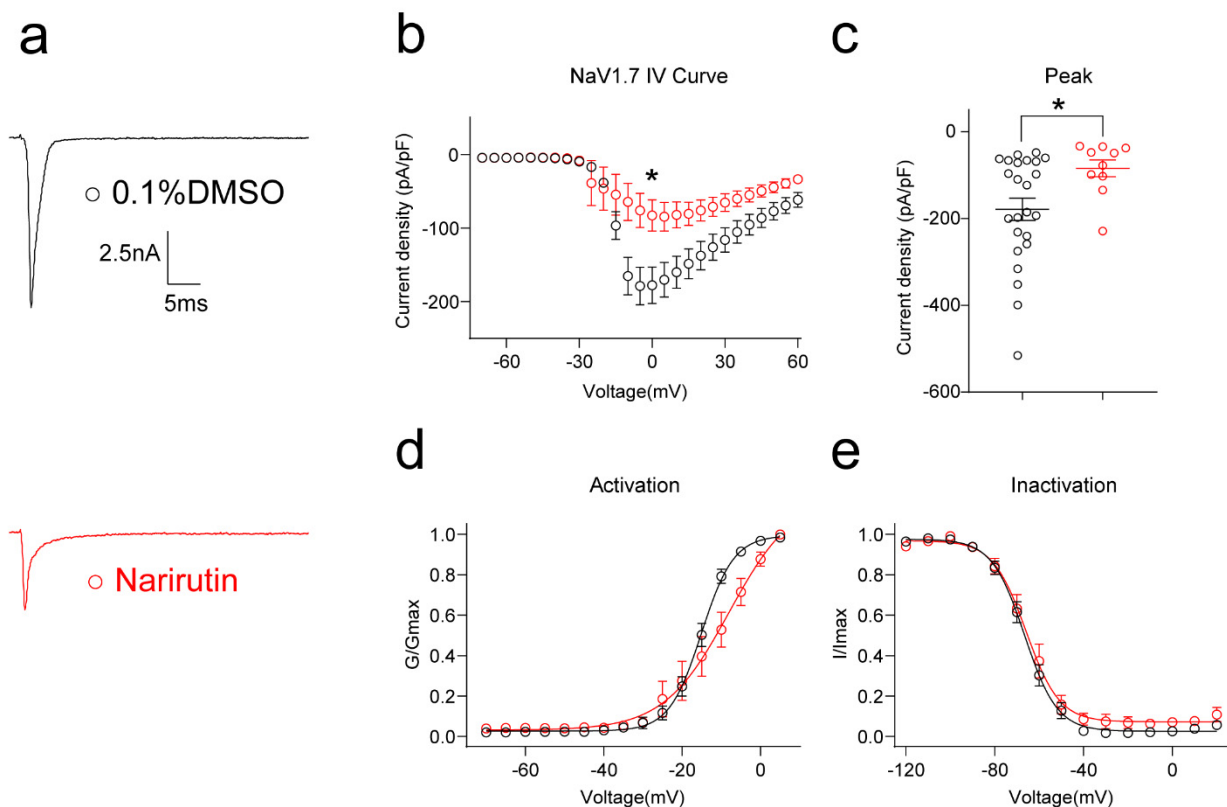 a
0.1%DMSO
2.5nA
5ms
Narirutin
b
NaV1.7 IV Curve
*
Current density (pA/pF)
0
-100
-200
-60
-30
0
30
60
Voltage(mV)
c
Peak
*
Current density (pA/pF)
0
-200
-400
-600
d
Activation
G/Gmax
1.0
0.8
0.6
0.4
0.2
0.0
-60
-40
-20
0
Voltage(mV)
e
Inactivation
I/Imax
1.0
0.8
0.6
0.4
0.2
0.0
-120
-80
-40
0
Voltage(mV)